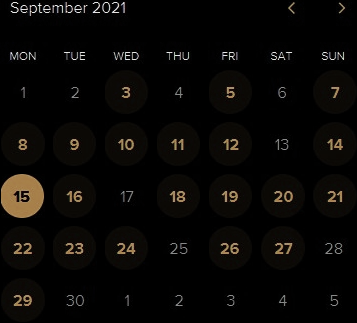 September 2021
MON TUE WED THU FRI SAT SUN
1 2 3 4 5 6 7
8 9 10 11 12 13 14
15 16 17 18 19 20 21
22 23 24 25 26 27 28
29 30 1 2 3 4 5